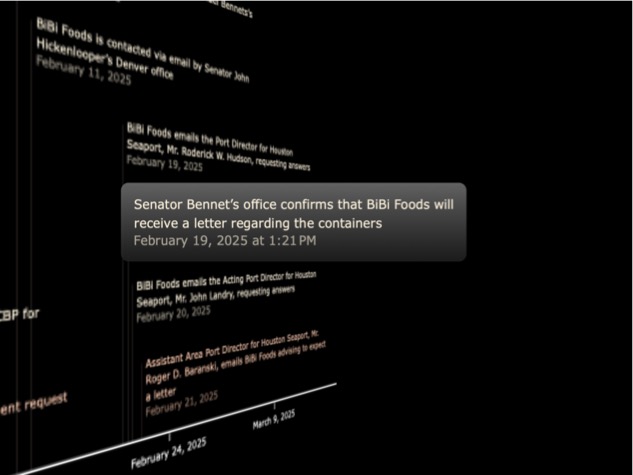 Bennets's
BiBi Foods is contacted via email by Senator John
Hickenlooper's Denver office
February 11, 2025
BiBi Foods emails the Port Director for Houston
Seaport, Mr. Roderick W. Hudson, requesting answers
February 19, 2025
Senator Bennet’s office confirms that BiBi Foods will
receive a letter regarding the containers
February 19, 2025 at 1:21 PM
BiBi Foods emails the Acting Port Director for Houston
Seaport, Mr. John Landry, requesting answers
February 20, 2025
CBP for
Assistant Area Port Director for Houston Seaport, Mr.
Roger D. Baranski, emails BiBi Foods advising to expect
a letter
February 21, 2025
ent request
February 24, 2025
March 9, 2025